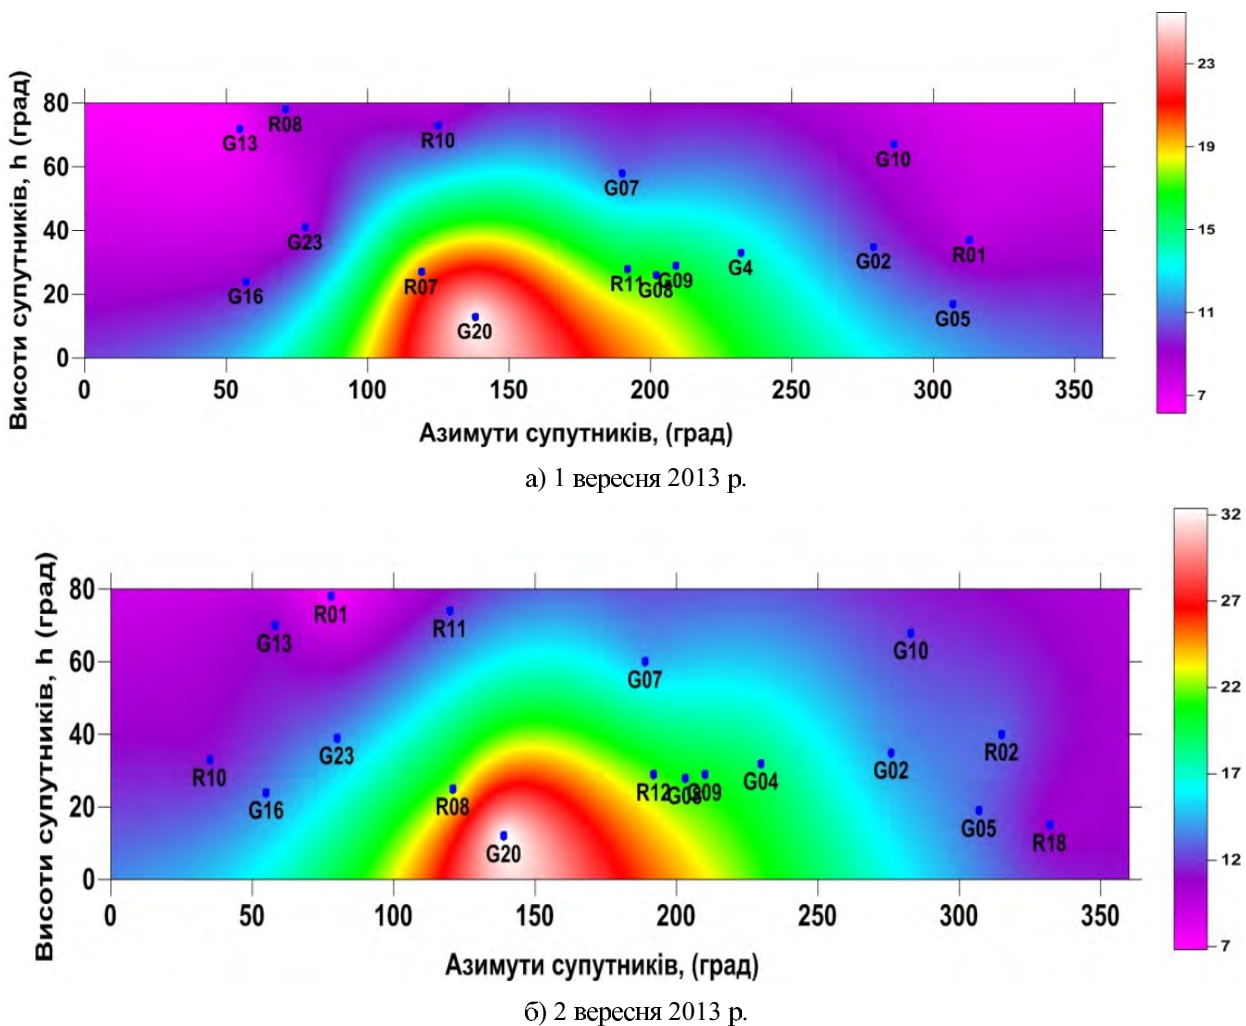 23
19
15
11
7
Висоти супутників, h (град)
80
60
40
20
0
R08
G13
R10
G10
G07
G23
R01
G4
G02
R11
G09
G08
R07
G16
G05
G20
0 50 100 150 200 250 300 350
Азимути супутників, (град)
а) 1 вересня 2013 р.
32
27
22
17
12
7
Висоти супутників, h (град)
80
60
40
20
0
R01
G13
R11
G10
G07
G23
R02
R10
G02
G04
R12
G08
G09
G16
R08
G05
R18
G20
0 50 100 150 200 250 300 350
Азимути супутників, (град)
б) 2 вересня 2013 р.